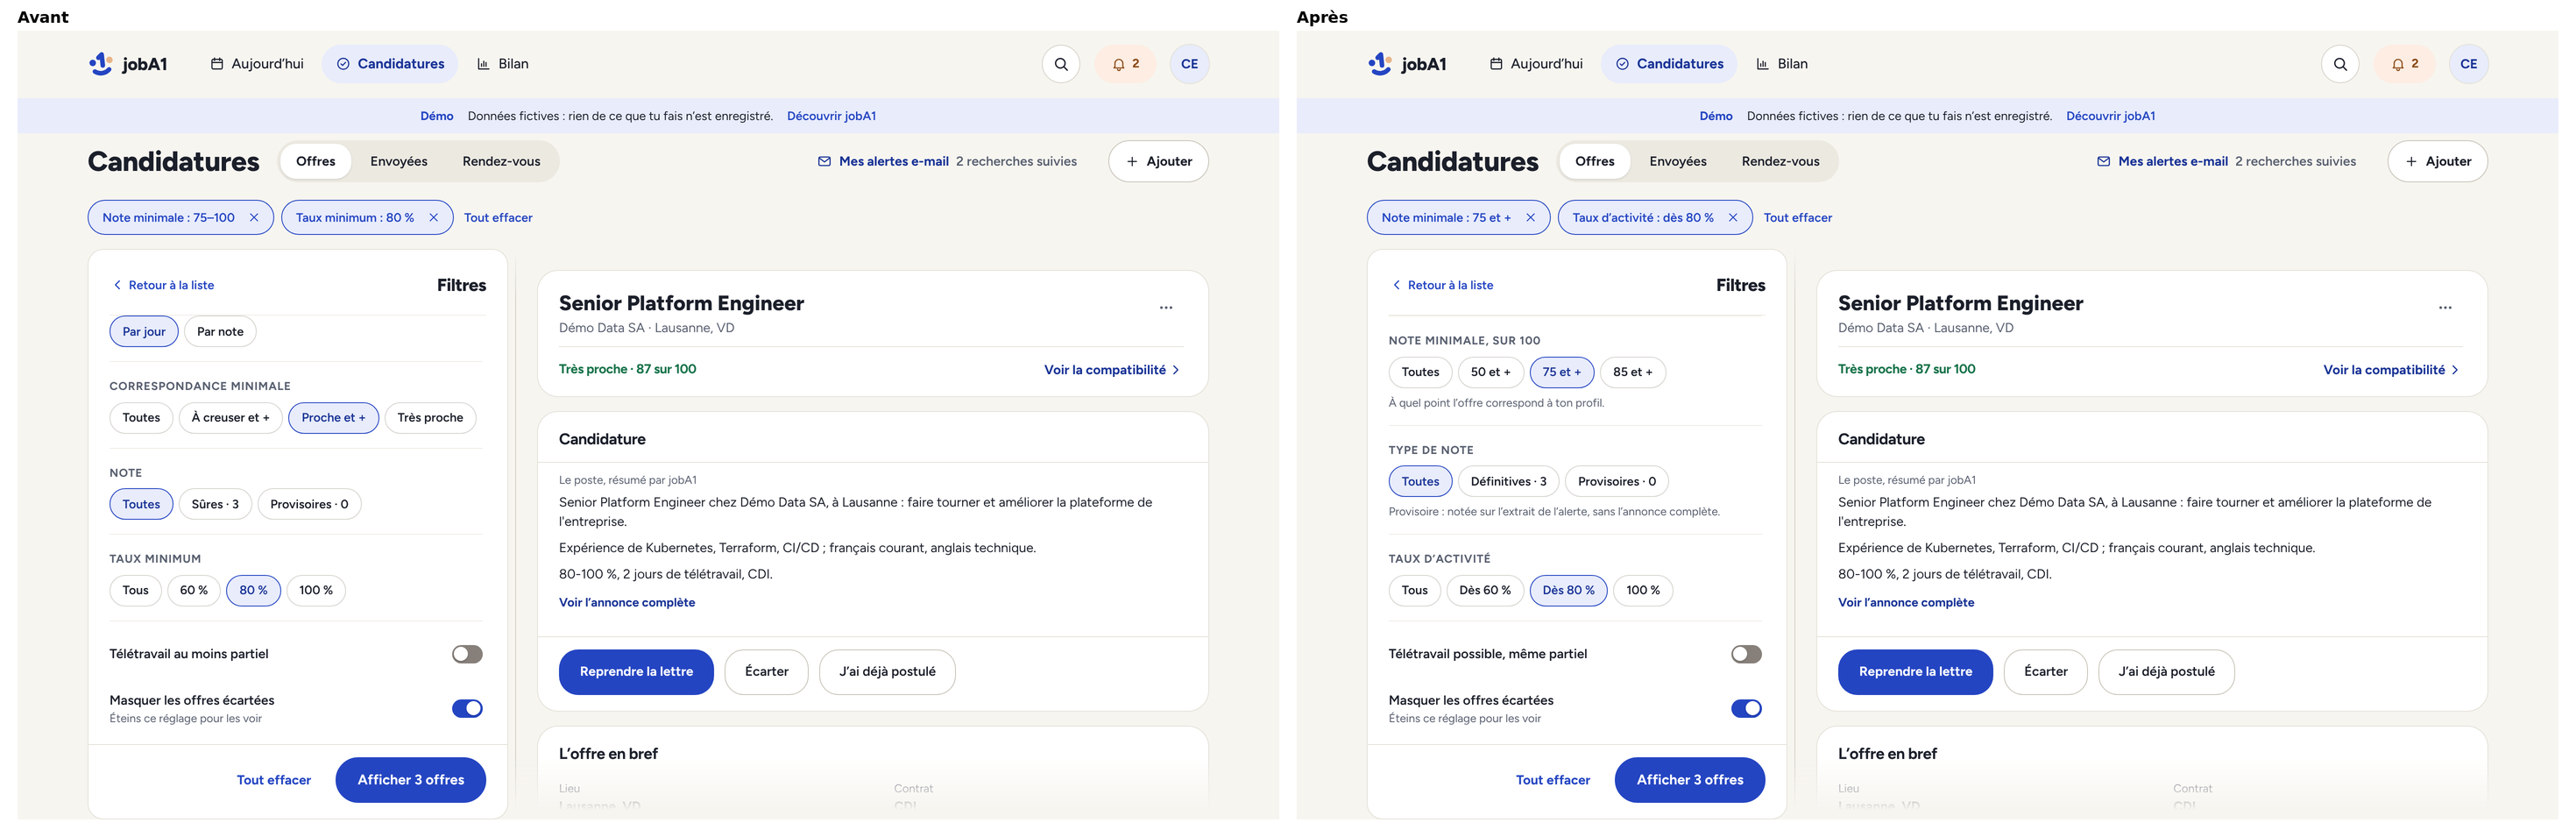 Avant
jobA1 Aujourd'hui Candidatures Bilan 2 CE
Démo Données fictives : rien de ce que tu fais n'est enregistré. Découvrir jobA1
Candidatures Offres Envoyées Rendez-vous Mes alertes e-mail 2 recherches suivies + Ajouter
Note minimale : 75–100 × Taux minimum : 80 % × Tout effacer
Retour à la liste Filtres
Par jour Par note
CORRESPONDANCE MINIMALE
Toutes À creuser et + Proche et + Très proche
NOTE
Toutes Sûres · 3 Provisoires · 0
TAUX MINIMUM
Tous 60 % 80 % 100 %
Télétravail au moins partiel
Masquer les offres écartées
Éteins ce réglage pour les voir
Tout effacer Afficher 3 offres
Senior Platform Engineer ...
Démo Data SA · Lausanne, VD
Très proche · 87 sur 100 Voir la compatibilité
Candidature
Le poste, résumé par jobA1
Senior Platform Engineer chez Démo Data SA, à Lausanne : faire tourner et améliorer la plateforme de
l'entreprise.
Expérience de Kubernetes, Terraform, CI/CD ; français courant, anglais technique.
80-100 %, 2 jours de télétravail, CDI.
Voir l'annonce complète
Reprendre la lettre Écarter J'ai déjà postulé
L'offre en bref
Lieu Contrat
Lausanne, VD CDI
Après
jobA1 Aujourd'hui Candidatures Bilan 2 CE
Démo Données fictives : rien de ce que tu fais n'est enregistré. Découvrir jobA1
Candidatures Offres Envoyées Rendez-vous Mes alertes e-mail 2 recherches suivies + Ajouter
Note minimale : 75 et + × Taux d'activité : dès 80 % × Tout effacer
Retour à la liste Filtres
NOTE MINIMALE, SUR 100
Toutes 50 et + 75 et + 85 et +
À quel point l'offre correspond à ton profil.
TYPE DE NOTE
Toutes Définitives · 3 Provisoires · 0
Provisoire : notée sur l'extrait de l'alerte, sans l'annonce complète.
TAUX D'ACTIVITÉ
Tous Dès 60 % Dès 80 % 100 %
Télétravail possible, même partiel
Masquer les offres écartées
Éteins ce réglage pour les voir
Tout effacer Afficher 3 offres
Senior Platform Engineer ...
Démo Data SA · Lausanne, VD
Très proche · 87 sur 100 Voir la compatibilité
Candidature
Le poste, résumé par jobA1
Senior Platform Engineer chez Démo Data SA, à Lausanne : faire tourner et améliorer la plateforme de
l'entreprise.
Expérience de Kubernetes, Terraform, CI/CD ; français courant, anglais technique.
80-100 %, 2 jours de télétravail, CDI.
Voir l'annonce complète
Reprendre la lettre Écarter J'ai déjà postulé
L'offre en bref
Lieu Contrat
Lausanne, VD CDI